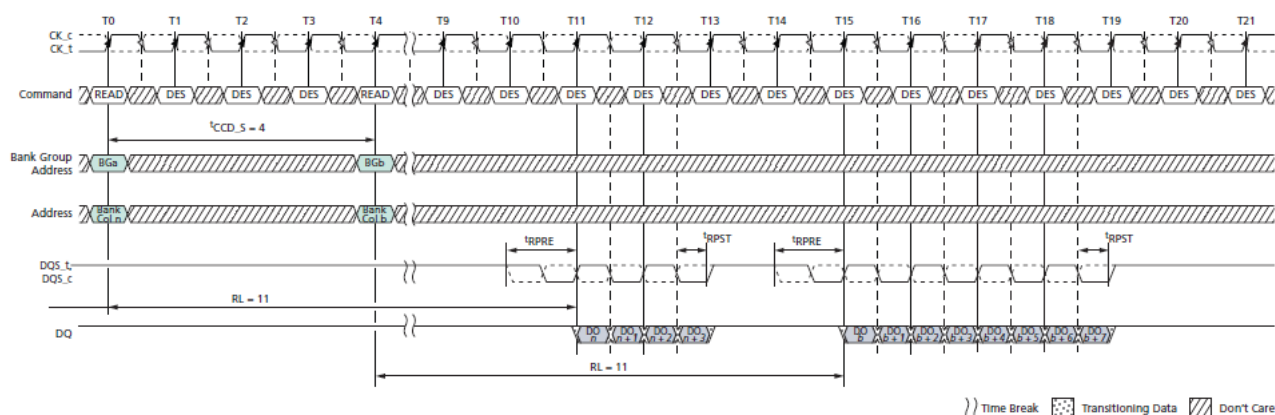 T0 T1 T2 T3 T4 T9 T10 T11 T12 T13 T14 T15 T16 T17 T18 T19 T20 T21
CK_c
CK_t
Command READ DES DES DES READ DES DES DES DES DES DES DES DES DES DES DES DES DES
tCCD_S = 4
Bank Group
Address BGa BGb
Address Bank Col n Bank Col b
tRPRE tRPST tRPRE tRPST
DQS_t,
DQS_c
RL = 11
DQ DO n DO n + 1 DO n + 2 DO n + 3 DO b DO b + 1 DO b + 2 DO b + 3 DO b + 4 DO b + 5 DO b + 6 DO b + 7
RL = 11
Time Break Transitioning Data Don't Care